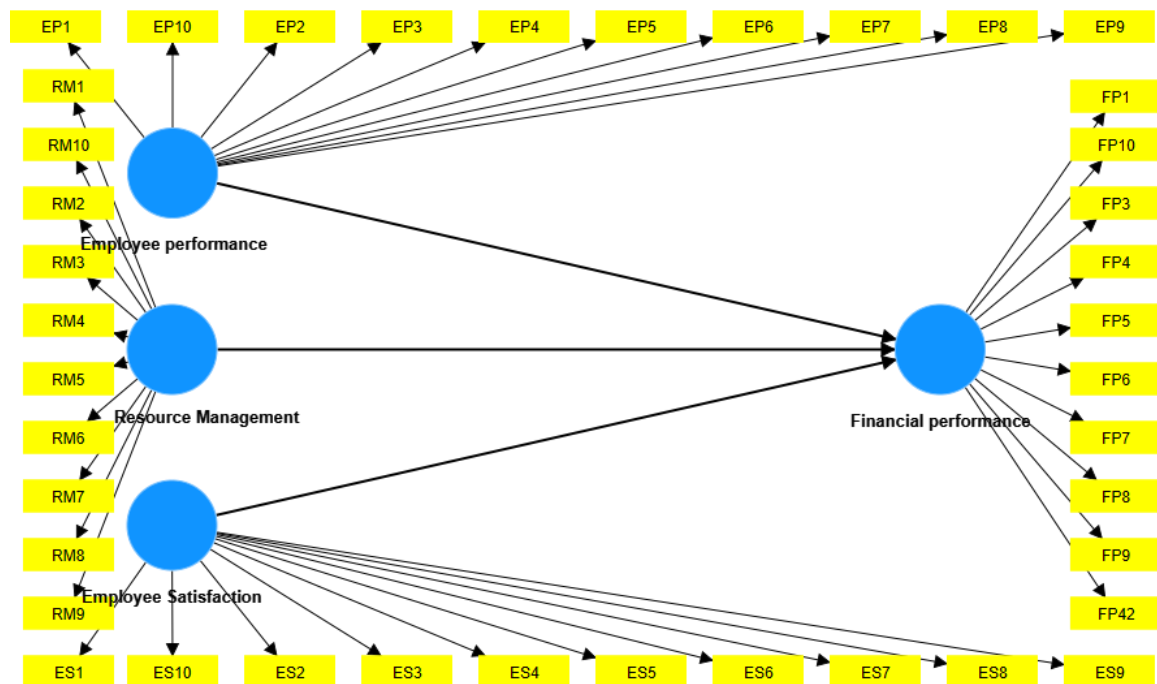 EP1
EP10
EP2
EP3
EP4
EP5
EP6
EP7
EP8
EP9
RM1
RM10
RM2
RM3
RM4
RM5
RM6
RM7
RM8
RM9
Employee performance
Resource Management
Employee Satisfaction
Financial performance
FP1
FP10
FP3
FP4
FP5
FP6
FP7
FP8
FP9
FP42
ES1
ES10
ES2
ES3
ES4
ES5
ES6
ES7
ES8
ES9